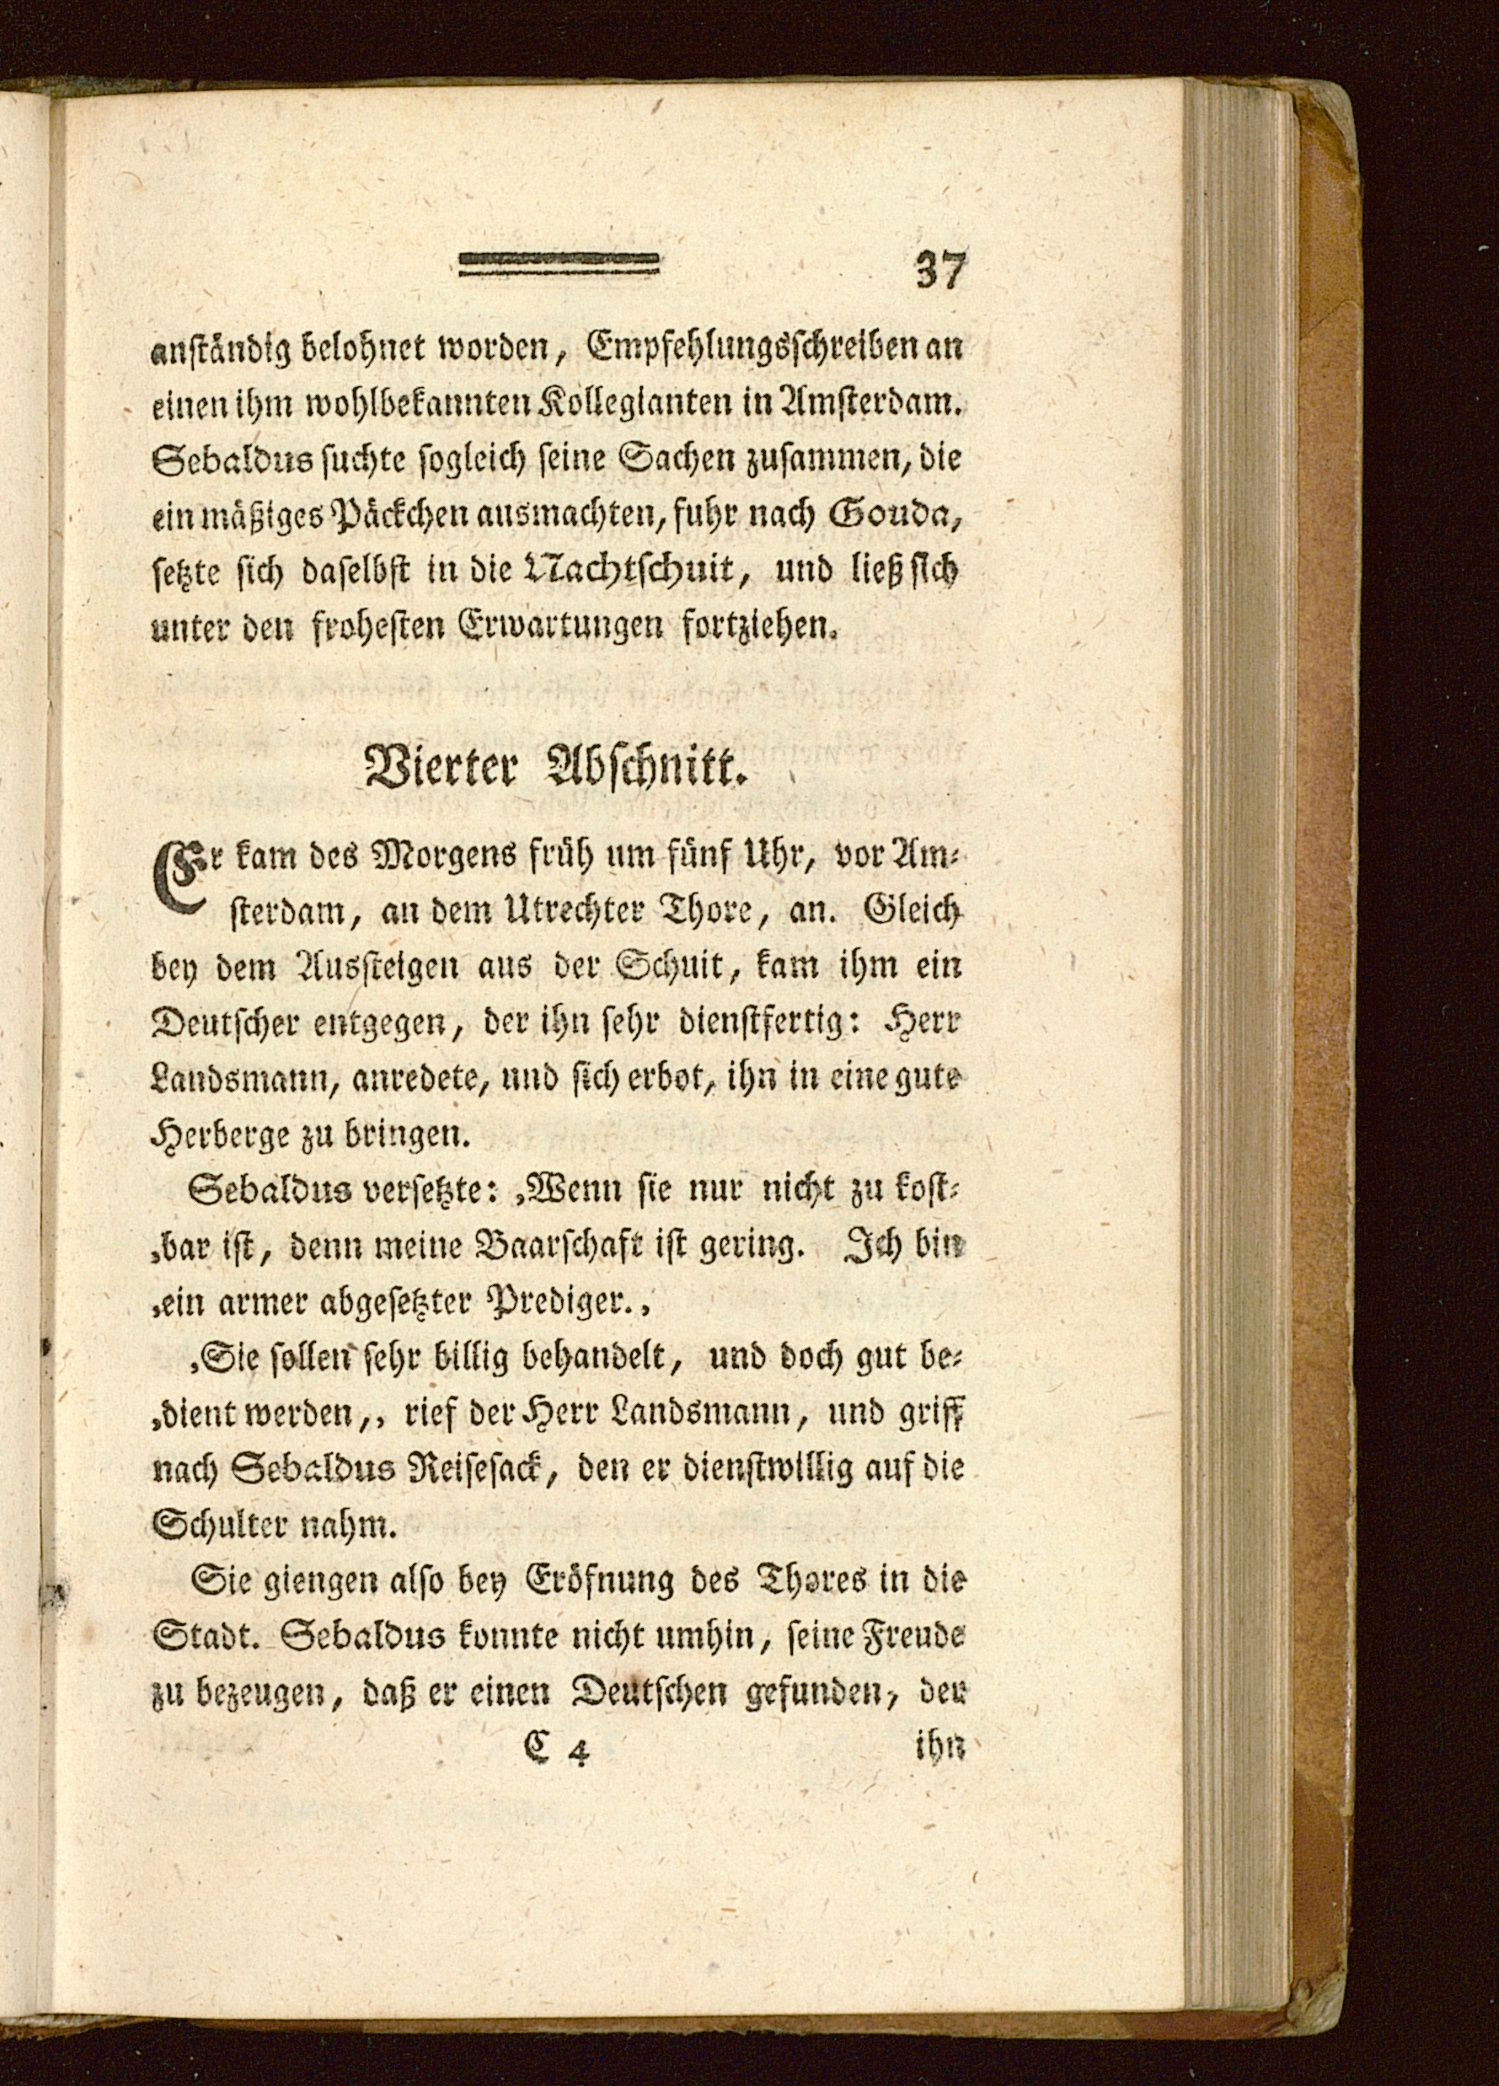 37
anſtändig belohnet worden, Empfehlungsſchreiben an
einen ihm wohlbekannten Kollegianten in Amſterdam.
Sebaldus ſuchte ſogleich ſeine Sachen zuſammen, die
ein mäßiges Päckchen ausmachten, fuhr nach Gouda,
ſetzte ſich daſelbſt in die Nachtſchuit, und ließ ſich
unter den froheſten Erwartungen fortziehen.
Vierter Abſchnitt.
Er kam des Morgens früh um fünf Uhr, vor Am⸗
ſterdam, an dem Utrechter Thore, an. Gleich
bey dem Ausſteigen aus der Schuit, kam ihm ein
Deutſcher entgegen, der ihn ſehr dienſtfertig: Herr
Landsmann, anredete, und ſich erbot, ihn in eine gute
Herberge zu bringen.
Sebaldus verſetzte: ‚Wenn ſie nur nicht zu koſt⸗
‚bar iſt, denn meine Baarſchaft iſt gering. Ich bin
‚ein armer abgeſetzter Prediger.‚
‚Sie ſollen ſehr billig behandelt, und doch gut be⸗
‚dient werden,‚ rief der Herr Landsmann, und griff
nach Sebaldus Reiſeſack, den er dienſtwillig auf die
Schulter nahm.
Sie giengen alſo bey Eröfnung des Thores in die
Stadt. Sebaldus konnte nicht umhin, ſeine Freude
zu bezeugen, daß er einen Deutſchen gefunden, der
C 4 ihn